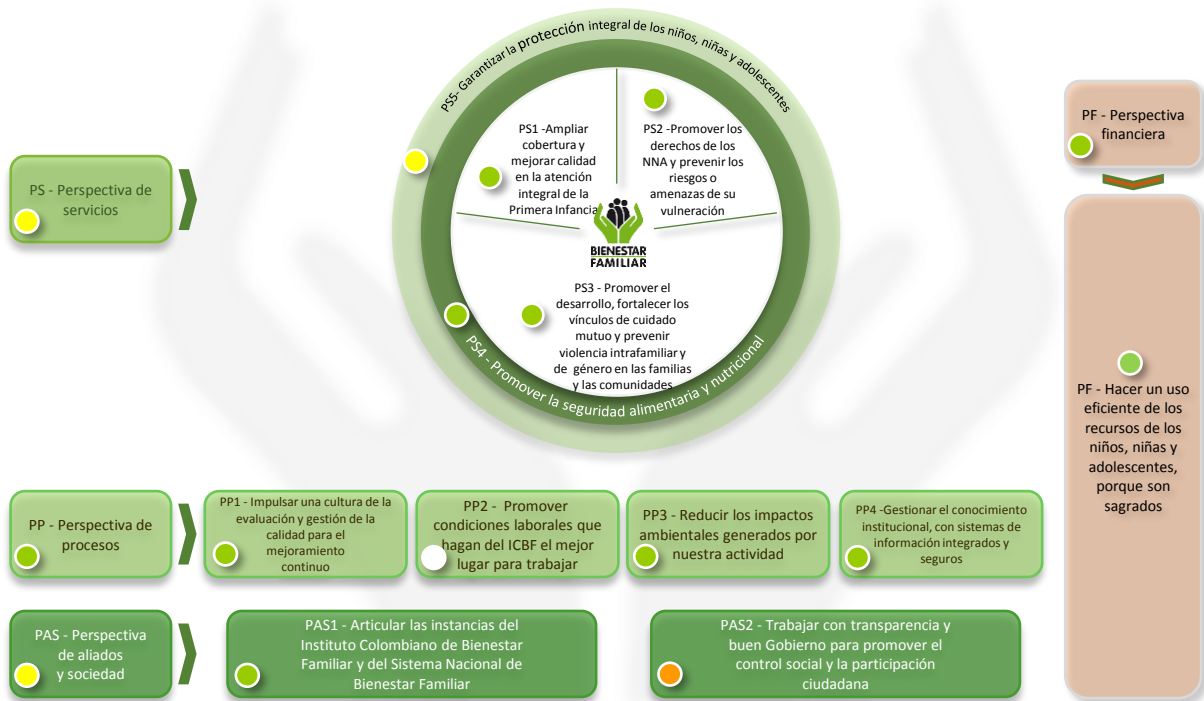 PS5- Garantizar la protección integral de los niños, niñas y adolescentes
PS1 -Ampliar
cobertura y
mejorar calidad
en la atención
integral de la
Primera Infancia
PS2 -Promover los
derechos de los
NNA y prevenir los
riesgos o
amenazas de su
vulneración
BIENESTAR
FAMILIAR
PS3 - Promover el
desarrollo, fortalecer los
vínculos de cuidado
mutuo y prevenir
violencia intrafamiliar y
de género en las familias
y las comunidades
PS4 - Promover la seguridad alimentaria y nutricional
PS - Perspectiva de
servicios
PF - Perspectiva
financiera
PF - Hacer un uso
eficiente de los
recursos de los
niños, niñas y
adolescentes,
porque son
sagrados
PP - Perspectiva de
procesos
PP1 - Impulsar una cultura de la
evaluación y gestión de la
calidad para el
mejoramiento
continuo
PP2 - Promover
condiciones laborales que
hagan del ICBF el mejor
lugar para trabajar
PP3 - Reducir los impactos
ambientales generados por
nuestra actividad
PP4 -Gestionar el conocimiento
institucional, con sistemas de
información integrados y
seguros
PAS - Perspectiva
de aliados
y sociedad
PAS1 - Articular las instancias del
Instituto Colombiano de Bienestar
Familiar y del Sistema Nacional de
Bienestar Familiar
PAS2 - Trabajar con transparencia y
buen Gobierno para promover el
control social y la participación
ciudadana